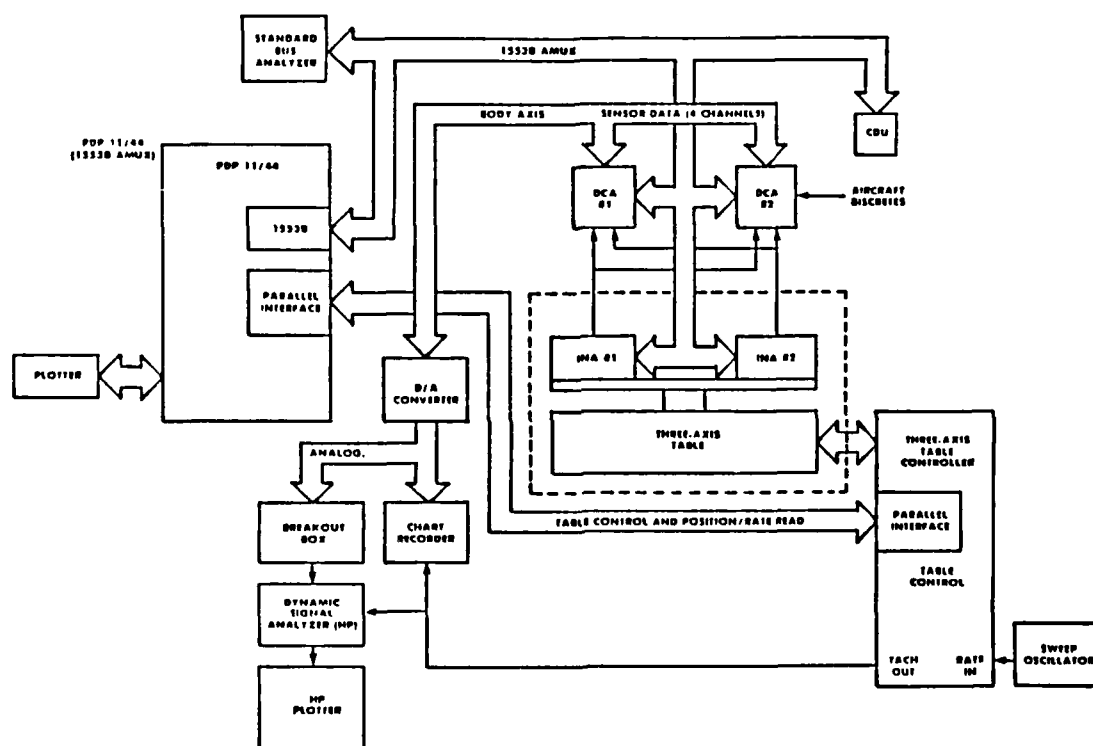 STANDARD
BUS
ANALYZER
1553B AMUX
CDU
BODY AXIS
SENSOR DATA (4 CHANNELS)
PDP 11/44
(1553B AMUX)
PDP 11/44
1553B
PARALLEL
INTERFACE
PLOTTER
DCA
#1
DCA
#2
AIRCRAFT
DISCRETES
INA #1
INA #2
D/A
CONVERTER
THREE-AXIS
TABLE
THREE-AXIS
TABLE
CONTROLLER
ANALOG.
BREAKOUT
BOX
CHART
RECORDER
TABLE CONTROL AND POSITION/RATE READ
PARALLEL
INTERFACE
TABLE
CONTROL
DYNAMIC
SIGNAL
ANALYZER (HP)
HP
PLOTTER
TACH
OUT
RATE
IN
SWEEP
OSCILLATOR